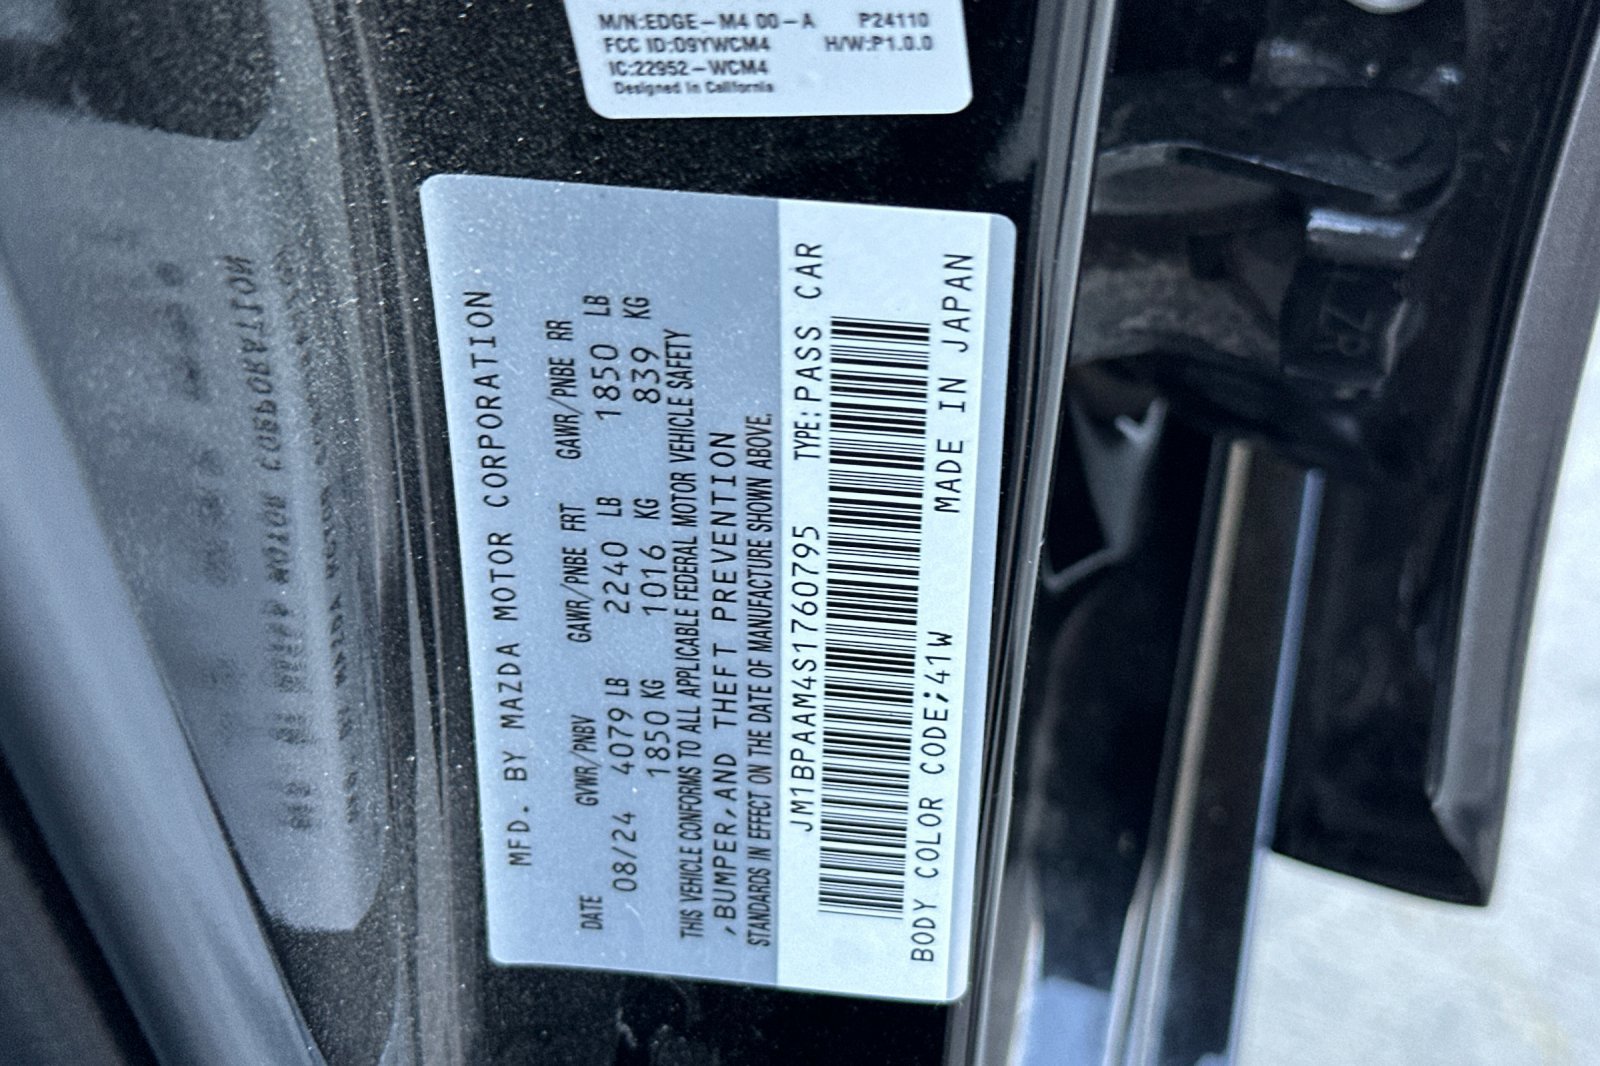 M/N:EDGE-M4 00-A P24110
FCC ID:O9YWCM4 H/W:P1.0.0
IC:22952-WCM4
Designed in California
MFD. BY MAZDA MOTOR CORPORATION
DATE GVWR/PNBV GAWR/PNBE FRT GAWR/PNBE RR
08/24 4079 LB 2240 LB 1850 LB
1850 KG 1016 KG 839 KG
THIS VEHICLE CONFORMS TO ALL APPLICABLE FEDERAL MOTOR VEHICLE SAFETY
,BUMPER,AND THEFT PREVENTION
STANDARDS IN EFFECT ON THE DATE OF MANUFACTURE SHOWN ABOVE.
JM1BPAAM4S1760795 TYPE:PASS CAR
BODY COLOR CODE;41W MADE IN JAPAN